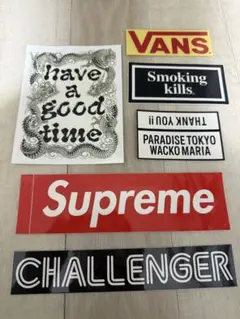 have
a
good
time
VANS
Smoking
kills.
THANK YOU!!
PARADISE TOKYO
WACKO MARIA
Supreme
CHALLENGER